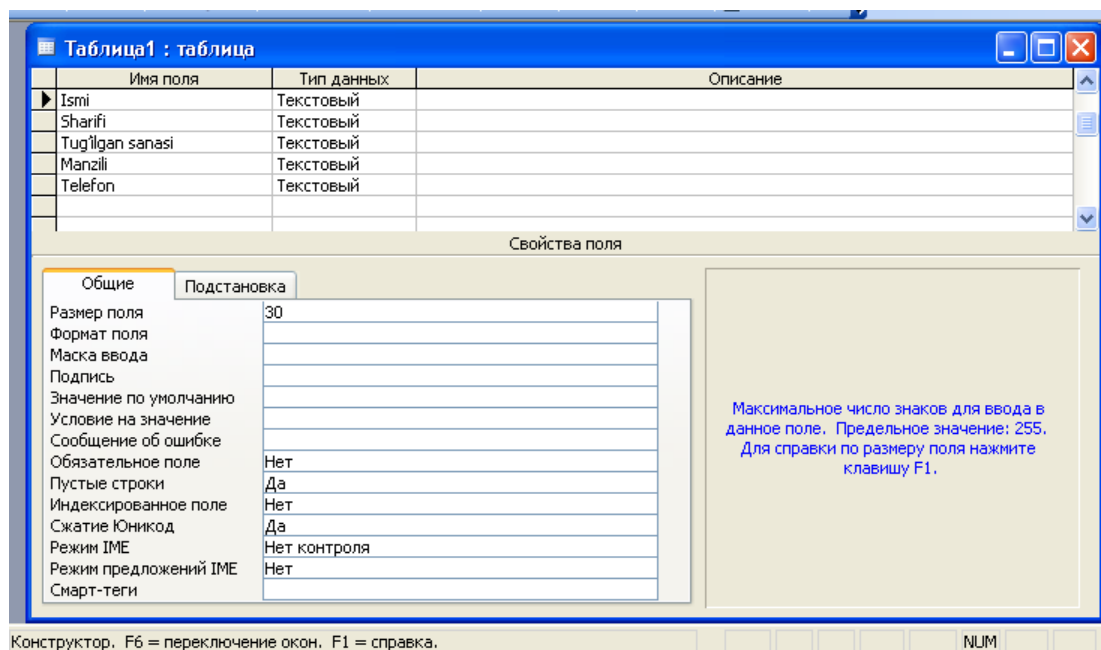 Таблица1 : таблица
Имя поля Тип данных Описание
Ismi Текстовый
Sharifi Текстовый
Tug'ilgan sanasi Текстовый
Manzili Текстовый
Telefon Текстовый
Свойства поля
Общие Подстановка
Размер поля 30
Формат поля
Маска ввода
Подпись
Значение по умолчанию
Условие на значение
Сообщение об ошибке
Обязательное поле Нет
Пустые строки Да
Индексированное поле Нет
Сжатие Юникод Да
Режим IME Нет контроля
Режим предложений IME Нет
Смарт-теги
Максимальное число знаков для ввода в
данное поле. Предельное значение: 255.
Для справки по размеру поля нажмите
клавишу F1.
Конструктор. F6 = переключение окон. F1 = справка. NUM